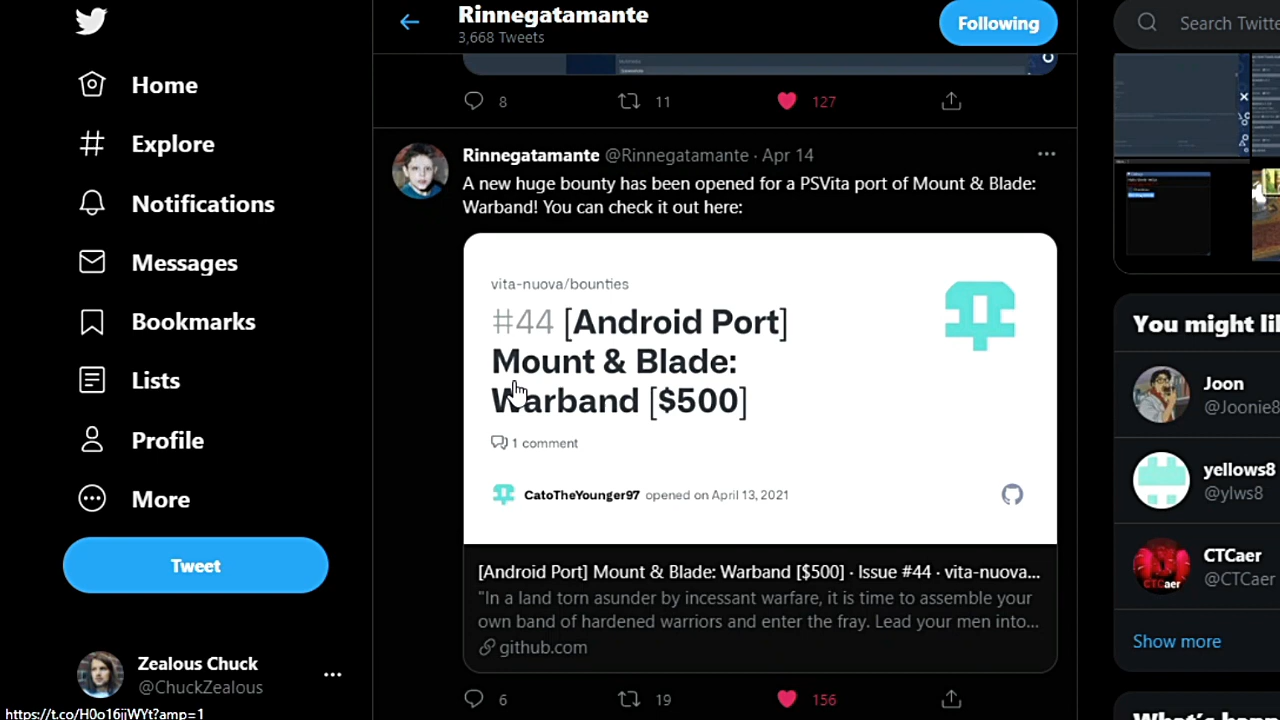 Rinnegatamante
3,668 Tweets
Following
Search Twitte
Home
Explore
Notifications
Messages
Bookmarks
Lists
Profile
More
Tweet
Zealous Chuck
@ChuckZealous
https://t.co/H0o16jjWYt?amp=1
8
11
127
Rinnegatamante @Rinnegatamante · Apr 14
A new huge bounty has been opened for a PSVita port of Mount & Blade:
Warband! You can check it out here:
vita-nuova/bounties
#44 [Android Port]
Mount & Blade:
Warband [$500]
1 comment
CatoTheYounger97 opened on April 13, 2021
[Android Port] Mount & Blade: Warband [$500] · Issue #44 · vita-nuova...
"In a land torn asunder by incessant warfare, it is time to assemble your
own band of hardened warriors and enter the fray. Lead your men into...
github.com
6
19
156
You might li
Joon
@Joonie8
yellows8
@ylws8
CTCaer
CTCaer
@CTCaer
Show more
What's happe